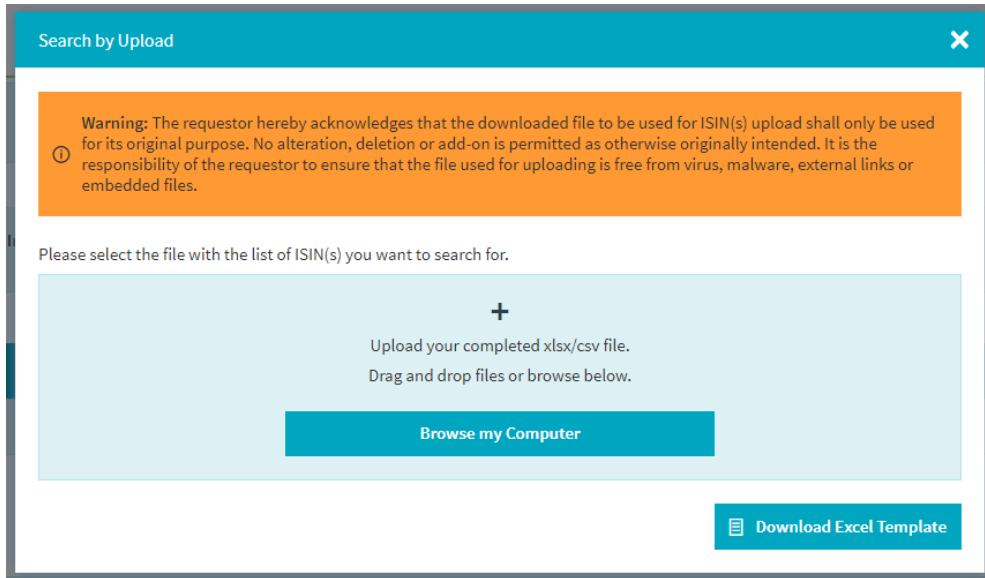 Search by Upload
Warning: The requestor hereby acknowledges that the downloaded file to be used for ISIN(s) upload shall only be used
for its original purpose. No alteration, deletion or add-on is permitted as otherwise originally intended. It is the
responsibility of the requestor to ensure that the file used for uploading is free from virus, malware, external links or
embedded files.
Please select the file with the list of ISIN(s) you want to search for.
Upload your completed xlsx/csv file.
Drag and drop files or browse below.
Browse my Computer
Download Excel Template